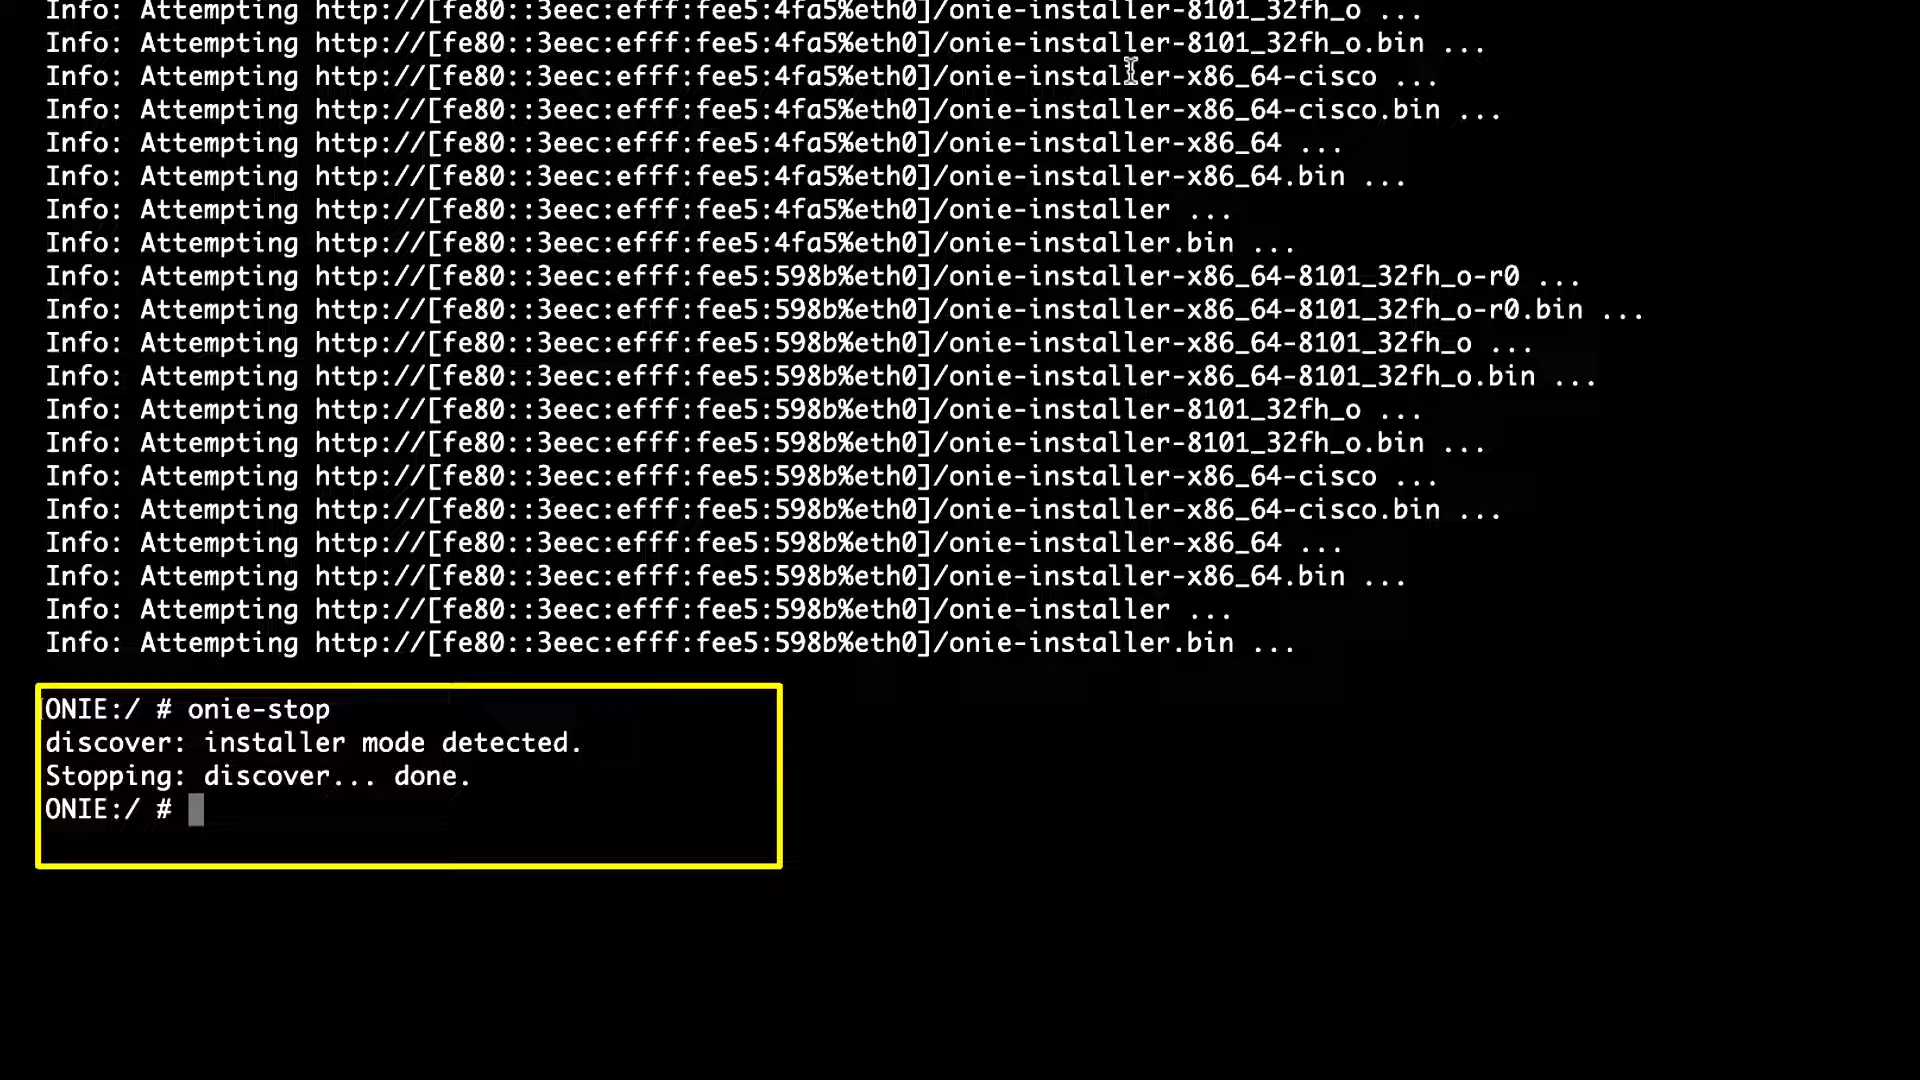 Info: Attempting http://[fe80::3eec:efff:fee5:4fa5%eth0]/onie-installer-8101_32fh_o ...
Info: Attempting http://[fe80::3eec:efff:fee5:4fa5%eth0]/onie-installer-8101_32fh_o.bin ...
Info: Attempting http://[fe80::3eec:efff:fee5:4fa5%eth0]/onie-installer-x86_64-cisco ...
Info: Attempting http://[fe80::3eec:efff:fee5:4fa5%eth0]/onie-installer-x86_64-cisco.bin ...
Info: Attempting http://[fe80::3eec:efff:fee5:4fa5%eth0]/onie-installer-x86_64 ...
Info: Attempting http://[fe80::3eec:efff:fee5:4fa5%eth0]/onie-installer-x86_64.bin ...
Info: Attempting http://[fe80::3eec:efff:fee5:4fa5%eth0]/onie-installer ...
Info: Attempting http://[fe80::3eec:efff:fee5:4fa5%eth0]/onie-installer.bin ...
Info: Attempting http://[fe80::3eec:efff:fee5:598b%eth0]/onie-installer-x86_64-8101_32fh_o-r0 ...
Info: Attempting http://[fe80::3eec:efff:fee5:598b%eth0]/onie-installer-x86_64-8101_32fh_o-r0.bin ...
Info: Attempting http://[fe80::3eec:efff:fee5:598b%eth0]/onie-installer-x86_64-8101_32fh_o ...
Info: Attempting http://[fe80::3eec:efff:fee5:598b%eth0]/onie-installer-x86_64-8101_32fh_o.bin ...
Info: Attempting http://[fe80::3eec:efff:fee5:598b%eth0]/onie-installer-8101_32fh_o ...
Info: Attempting http://[fe80::3eec:efff:fee5:598b%eth0]/onie-installer-8101_32fh_o.bin ...
Info: Attempting http://[fe80::3eec:efff:fee5:598b%eth0]/onie-installer-x86_64-cisco ...
Info: Attempting http://[fe80::3eec:efff:fee5:598b%eth0]/onie-installer-x86_64-cisco.bin ...
Info: Attempting http://[fe80::3eec:efff:fee5:598b%eth0]/onie-installer-x86_64 ...
Info: Attempting http://[fe80::3eec:efff:fee5:598b%eth0]/onie-installer-x86_64.bin ...
Info: Attempting http://[fe80::3eec:efff:fee5:598b%eth0]/onie-installer ...
Info: Attempting http://[fe80::3eec:efff:fee5:598b%eth0]/onie-installer.bin ...
ONIE:/ # onie-stop
discover: installer mode detected.
Stopping: discover... done.
ONIE:/ #